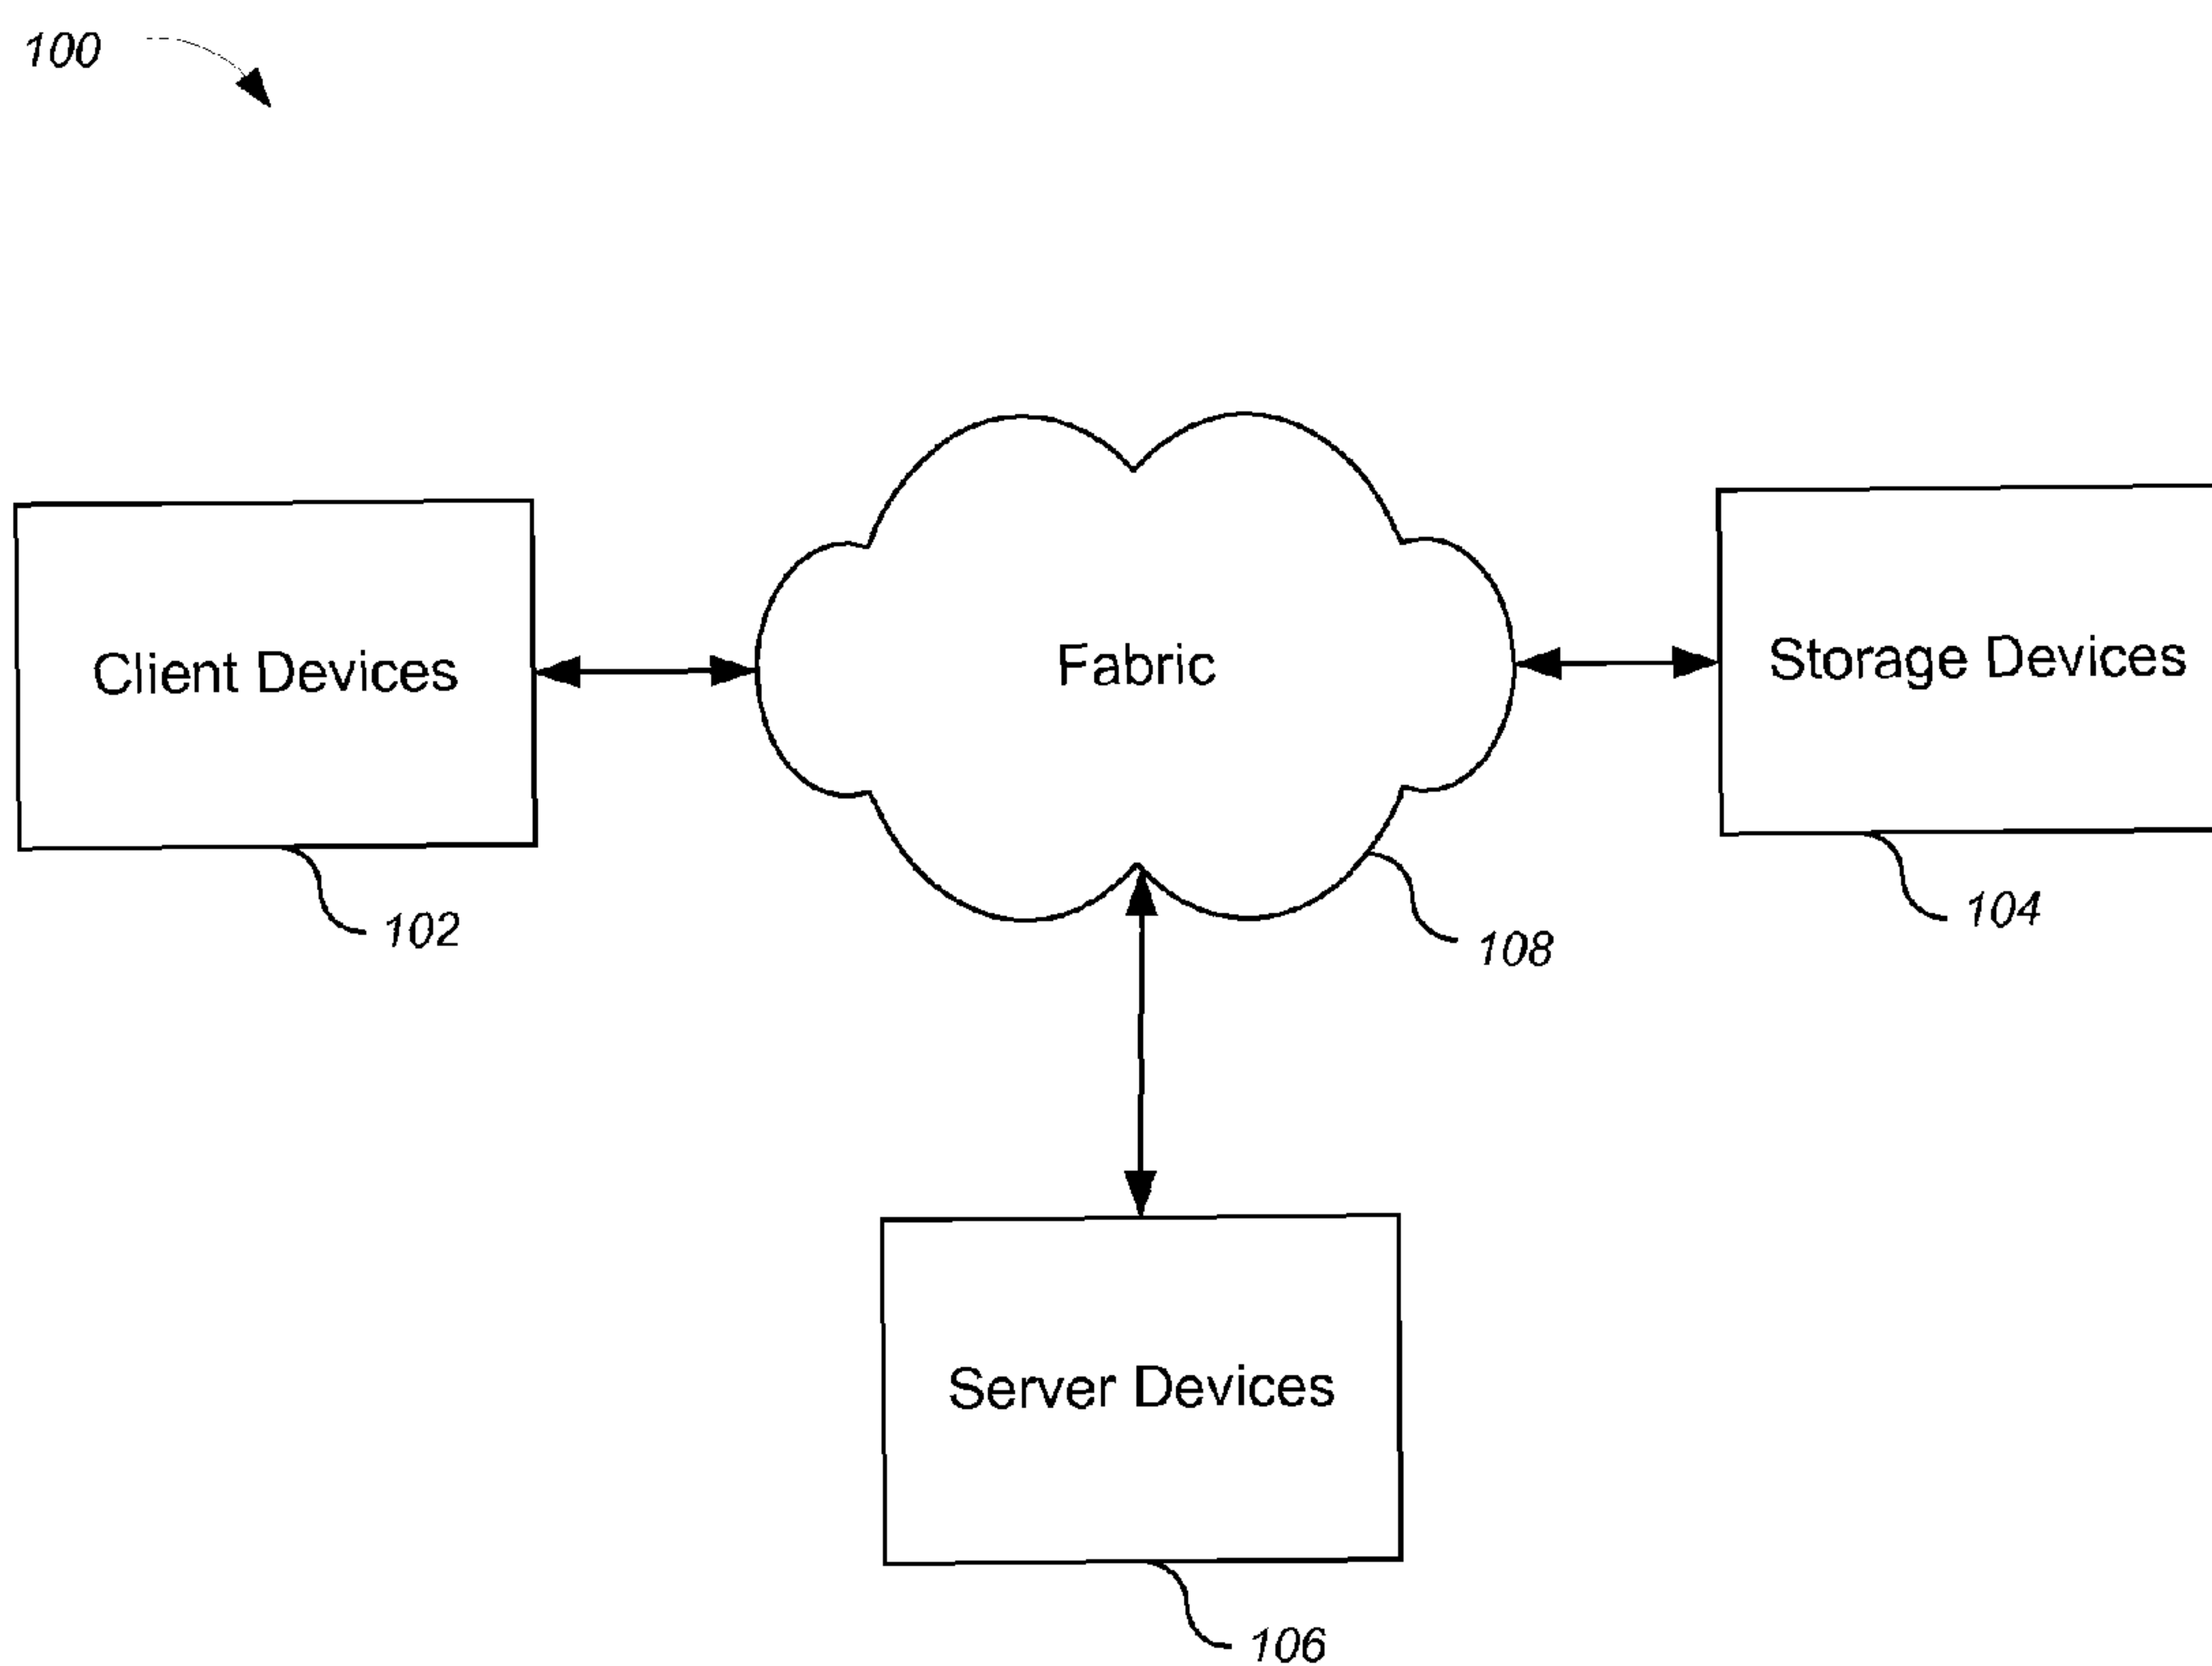 100
Client Devices
Fabric
Storage Devices
102
108
104
Server Devices
106